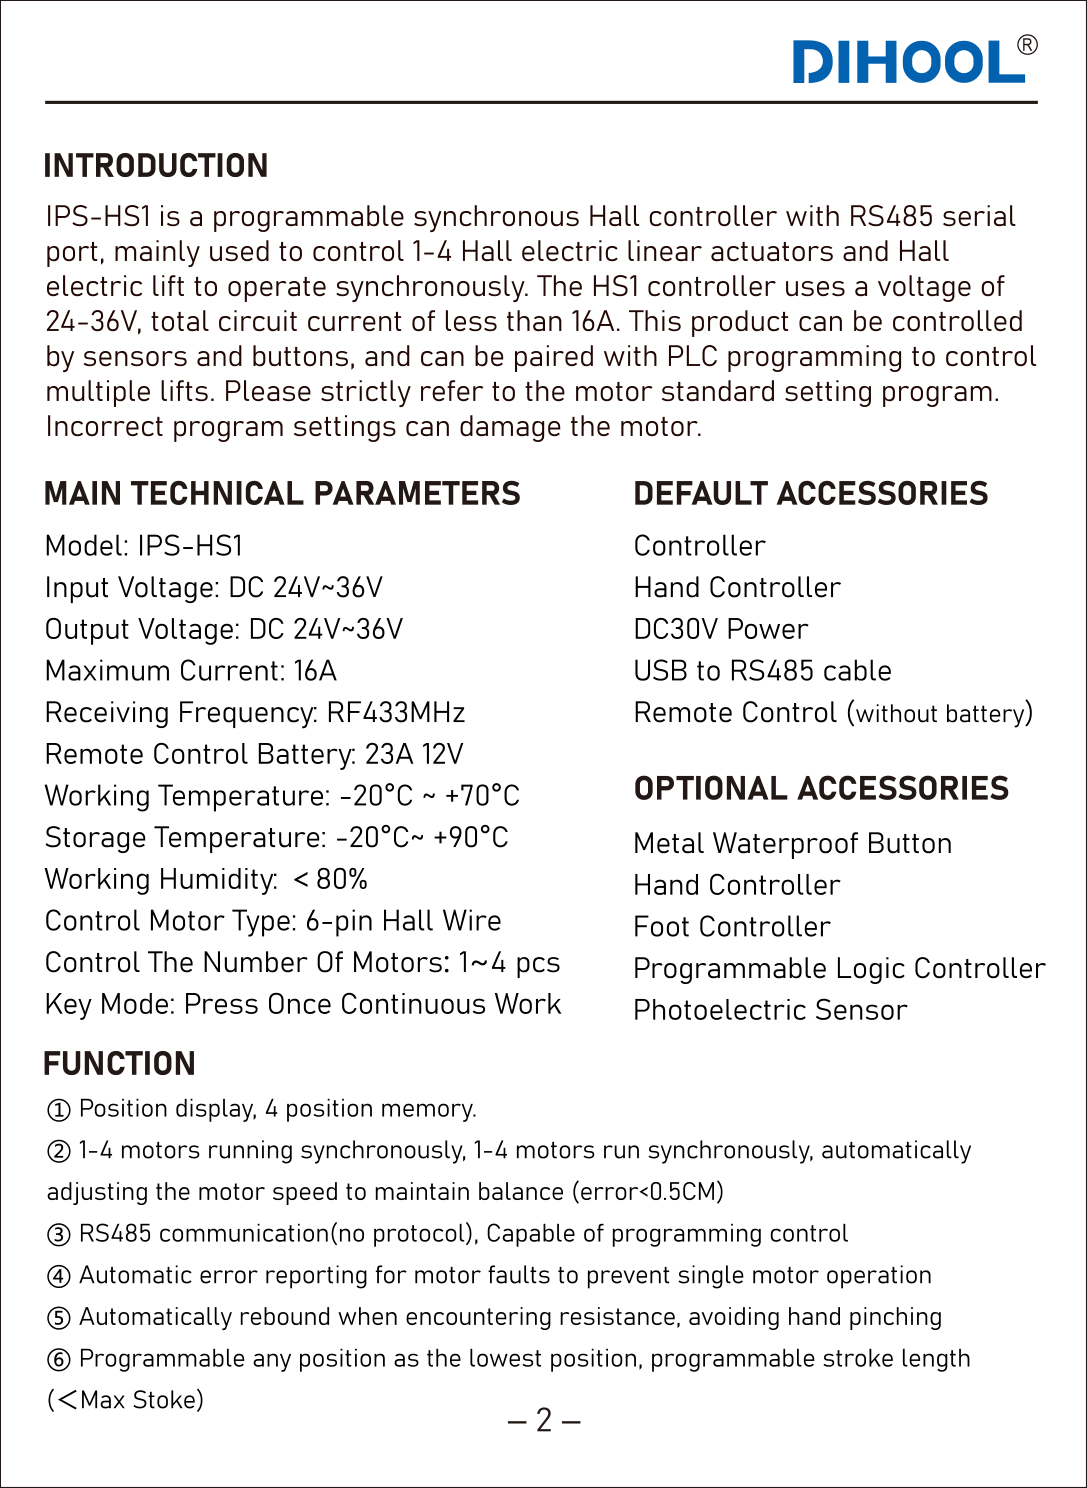 DIHOOL®
INTRODUCTION
IPS-HS1 is a programmable synchronous Hall controller with RS485 serial
port, mainly used to control 1-4 Hall electric linear actuators and Hall
electric lift to operate synchronously. The HS1 controller uses a voltage of
24-36V, total circuit current of less than 16A. This product can be controlled
by sensors and buttons, and can be paired with PLC programming to control
multiple lifts. Please strictly refer to the motor standard setting program.
Incorrect program settings can damage the motor.
MAIN TECHNICAL PARAMETERS
Model: IPS-HS1
Input Voltage: DC 24V~36V
Output Voltage: DC 24V~36V
Maximum Current: 16A
Receiving Frequency: RF433MHz
Remote Control Battery: 23A 12V
Working Temperature: -20°C ~ +70°C
Storage Temperature: -20°C~ +90°C
Working Humidity: ＜80%
Control Motor Type: 6-pin Hall Wire
Control The Number Of Motors: 1~4 pcs
Key Mode: Press Once Continuous Work
DEFAULT ACCESSORIES
Controller
Hand Controller
DC30V Power
USB to RS485 cable
Remote Control (without battery)
OPTIONAL ACCESSORIES
Metal Waterproof Button
Hand Controller
Foot Controller
Programmable Logic Controller
Photoelectric Sensor
FUNCTION
① Position display, 4 position memory.
② 1-4 motors running synchronously, 1-4 motors run synchronously, automatically
adjusting the motor speed to maintain balance (error<0.5CM)
③ RS485 communication(no protocol), Capable of programming control
④ Automatic error reporting for motor faults to prevent single motor operation
⑤ Automatically rebound when encountering resistance, avoiding hand pinching
⑥ Programmable any position as the lowest position, programmable stroke length
(＜Max Stoke)
– 2 –